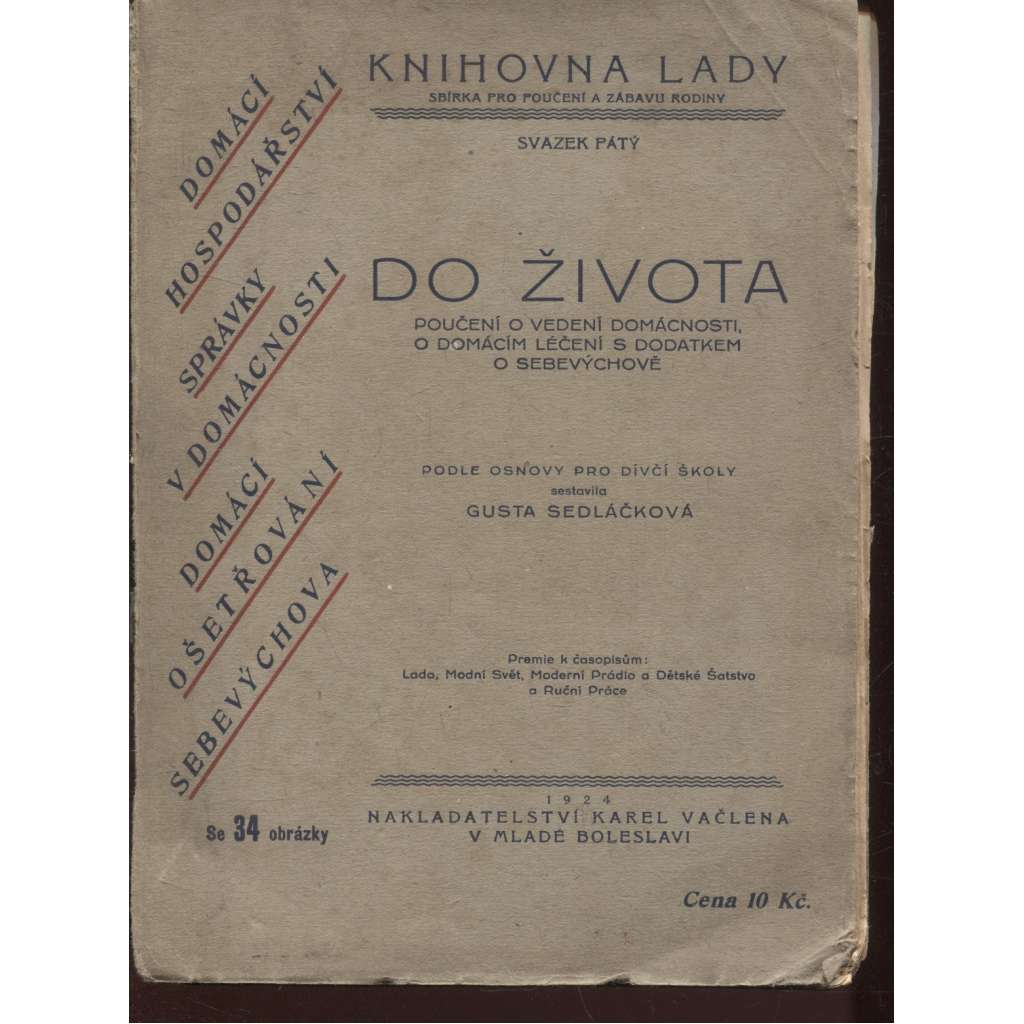 KNIHOVNA LADY
SBÍRKA PRO POUČENÍ A ZÁBAVU RODINY
SVAZEK PÁTÝ
DO ŽIVOTA
POUČENÍ O VEDENÍ DOMÁCNOSTI,
O DOMÁCÍM LÉČENÍ S DODATKEM
O SEBEVÝCHOVĚ
PODLE OSNOVY PRO DÍVČÍ ŠKOLY
sestavila
GUSTA SEDLÁČKOVÁ
Premie k časopisům:
Lada, Modní Svět, Moderní Prádlo a Dětské Šatstvo
a Ruční Práce
1924
NAKLADATELSTVÍ KAREL VAČLENA
V MLADÉ BOLESLAVI
Cena 10 Kč.
DOMÁCÍ
HOSPODÁŘSTVÍ
SPRÁVKY
V DOMÁCNOSTI
DOMÁCÍ
OŠETŘOVÁNÍ
SEBEVÝCHOVA
Se 34 obrázky